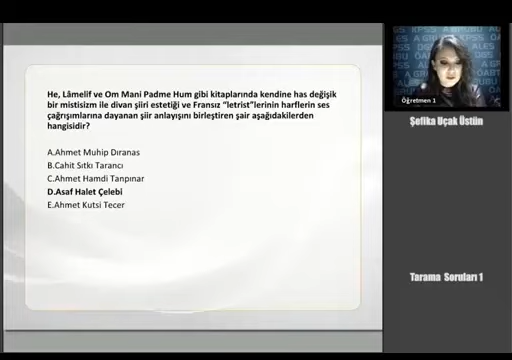 He, Lâmelif ve Om Mani Padme Hum gibi kitaplarında kendine has değişik
bir mistisizm ile divan şiiri estetiği ve Fransız “letrist”lerinin harflerin ses
çağrışımlarına dayanan şiir anlayışını birleştiren şair aşağıdakilerden
hangisidir?
A.Ahmet Muhip Dıranas
B.Cahit Sıtkı Tarancı
C.Ahmet Hamdi Tanpınar
D.Asaf Halet Çelebi
E.Ahmet Kutsi Tecer
Öğretmen 1
Şefika Uçak Üstün
Tarama Soruları 1